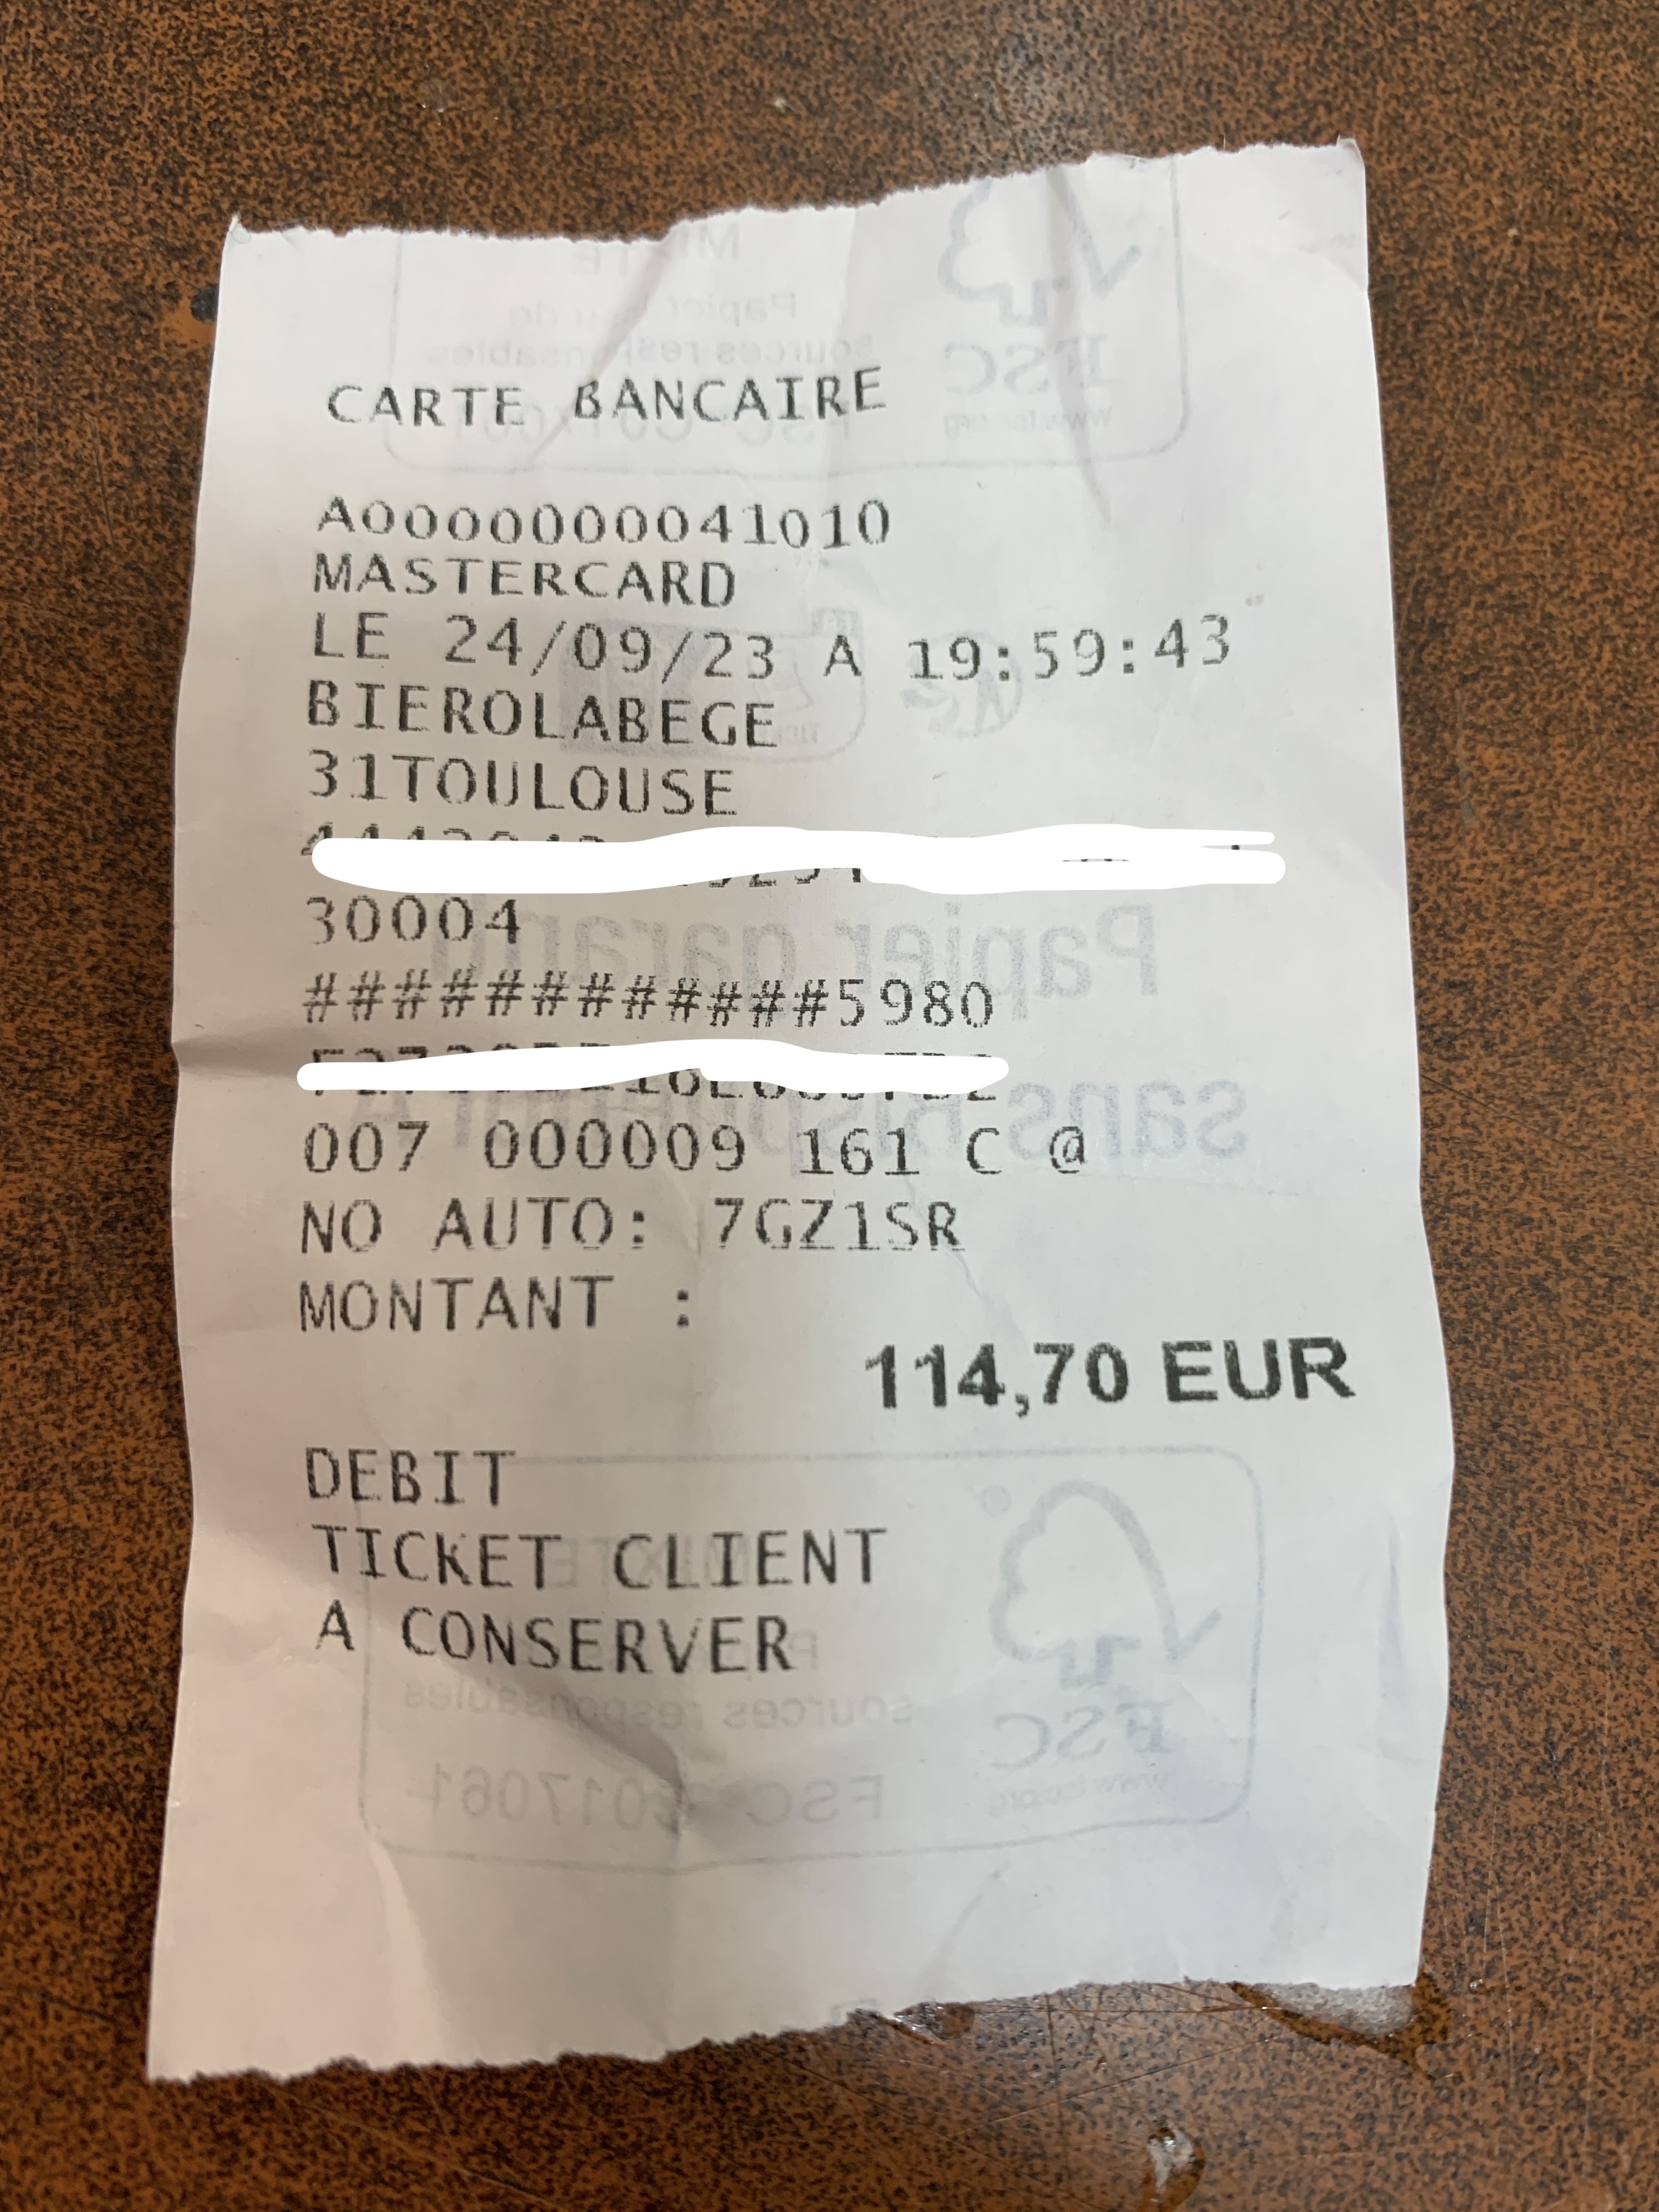 CARTE BANCAIRE
A0000000041010
MASTERCARD
LE 24/09/23 A 19:59:43
BIEROLABEGE
31TOULOUSE
30004
############5980
007 000009 161 C @
NO AUTO: 7GZ1SR
MONTANT :
114,70 EUR
DEBIT
TICKET CLIENT
A CONSERVER